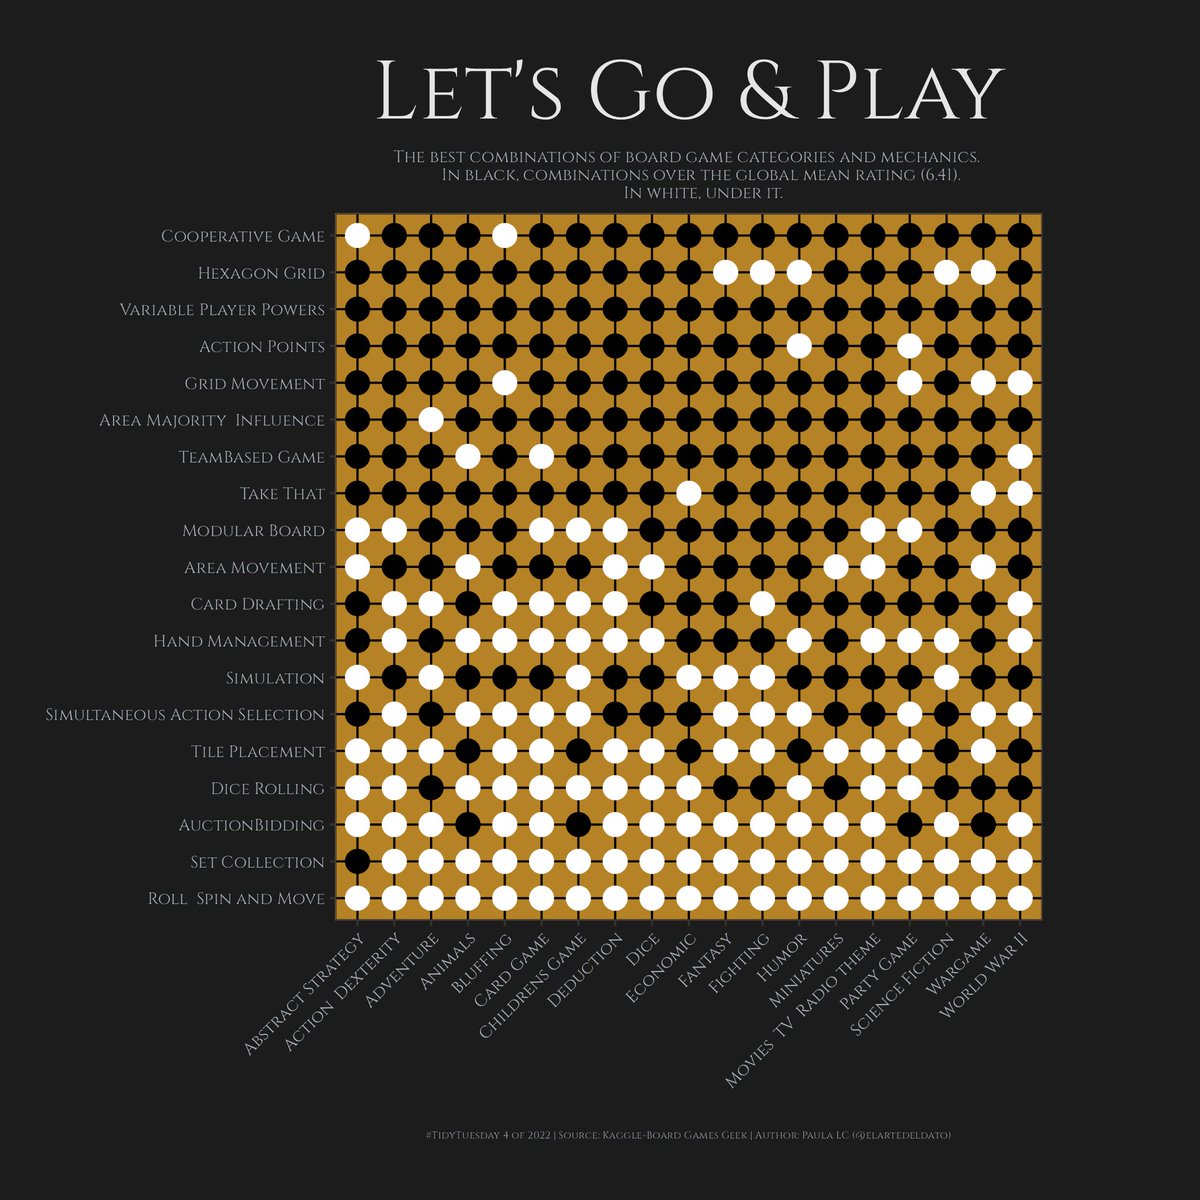 Let's Go & Play
The best combinations of board game categories and mechanics.
In black, combinations over the global mean rating (6.41).
In white, under it.
Cooperative Game
Hexagon Grid
Variable Player Powers
Action Points
Grid Movement
Area Majority  Influence
TeamBased Game
Take That
Modular Board
Area Movement
Card Drafting
Hand Management
Simulation
Simultaneous Action Selection
Tile Placement
Dice Rolling
AuctionBidding
Set Collection
Roll  Spin and Move
Abstract Strategy
Action  Dexterity
Adventure
Animals
Bluffing
Card Game
Childrens Game
Deduction
Dice
Economic
Fantasy
Fighting
Humor
Miniatures
Movies  TV  Radio theme
Party Game
Science Fiction
Wargame
World War II
#TidyTuesday 4 of 2022 | Source: Kaggle-Board Games Geek | Author: Paula LC (@elartedeldato)